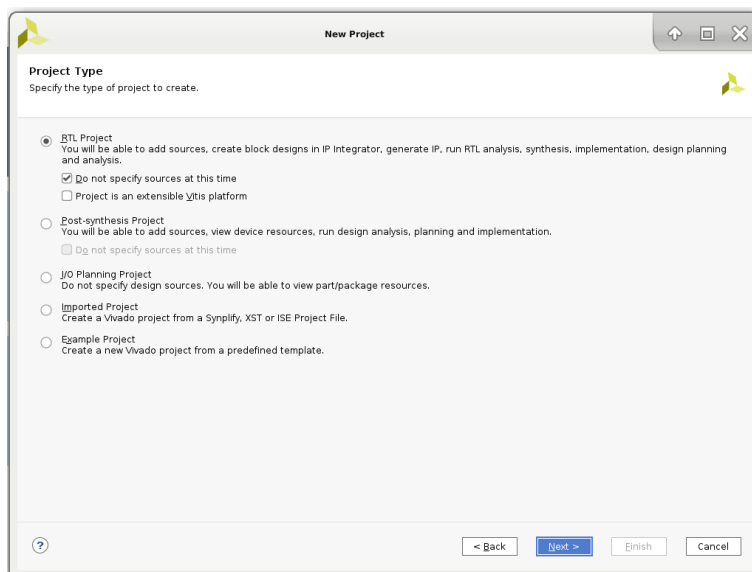 New Project
Project Type
Specify the type of project to create.
RTL Project
You will be able to add sources, create block designs in IP Integrator, generate IP, run RTL analysis, synthesis, implementation, design planning
and analysis.
Do not specify sources at this time
Project is an extensible Vitis platform
Post-synthesis Project
You will be able to add sources, view device resources, run design analysis, planning and implementation.
Do not specify sources at this time
I/O Planning Project
Do not specify design sources. You will be able to view part/package resources.
Imported Project
Create a Vivado project from a Synplify, XST or ISE Project File.
Example Project
Create a new Vivado project from a predefined template.
?
< Back
Next >
Finish
Cancel